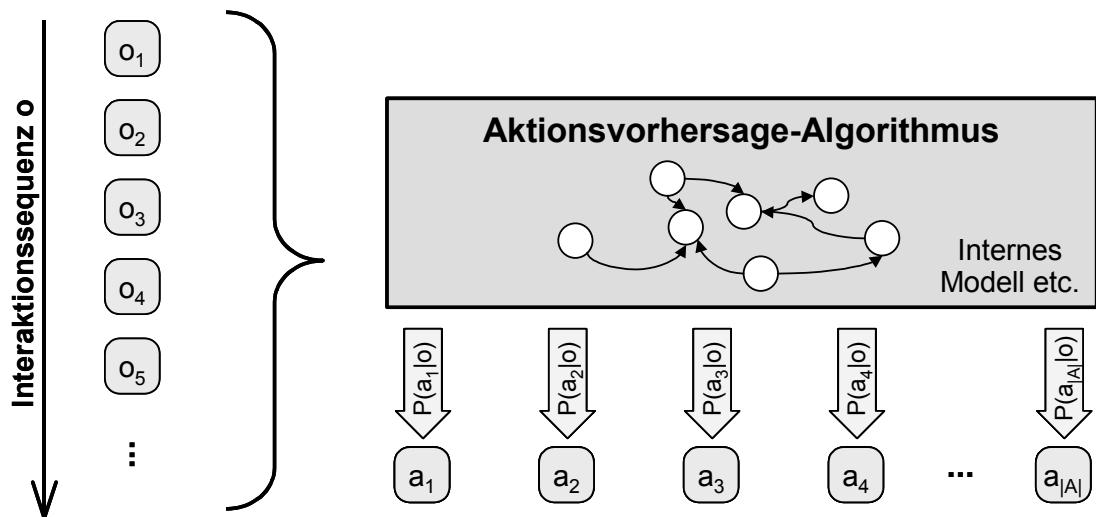 Interaktionssequenz o
o1
o2
o3
o4
o5
...
Aktionsvorhersage-Algorithmus
Internes
Modell etc.
P(a1|o)
P(a2|o)
P(a3|o)
P(a4|o)
P(a|A||o)
a1
a2
a3
a4
...
a|A|